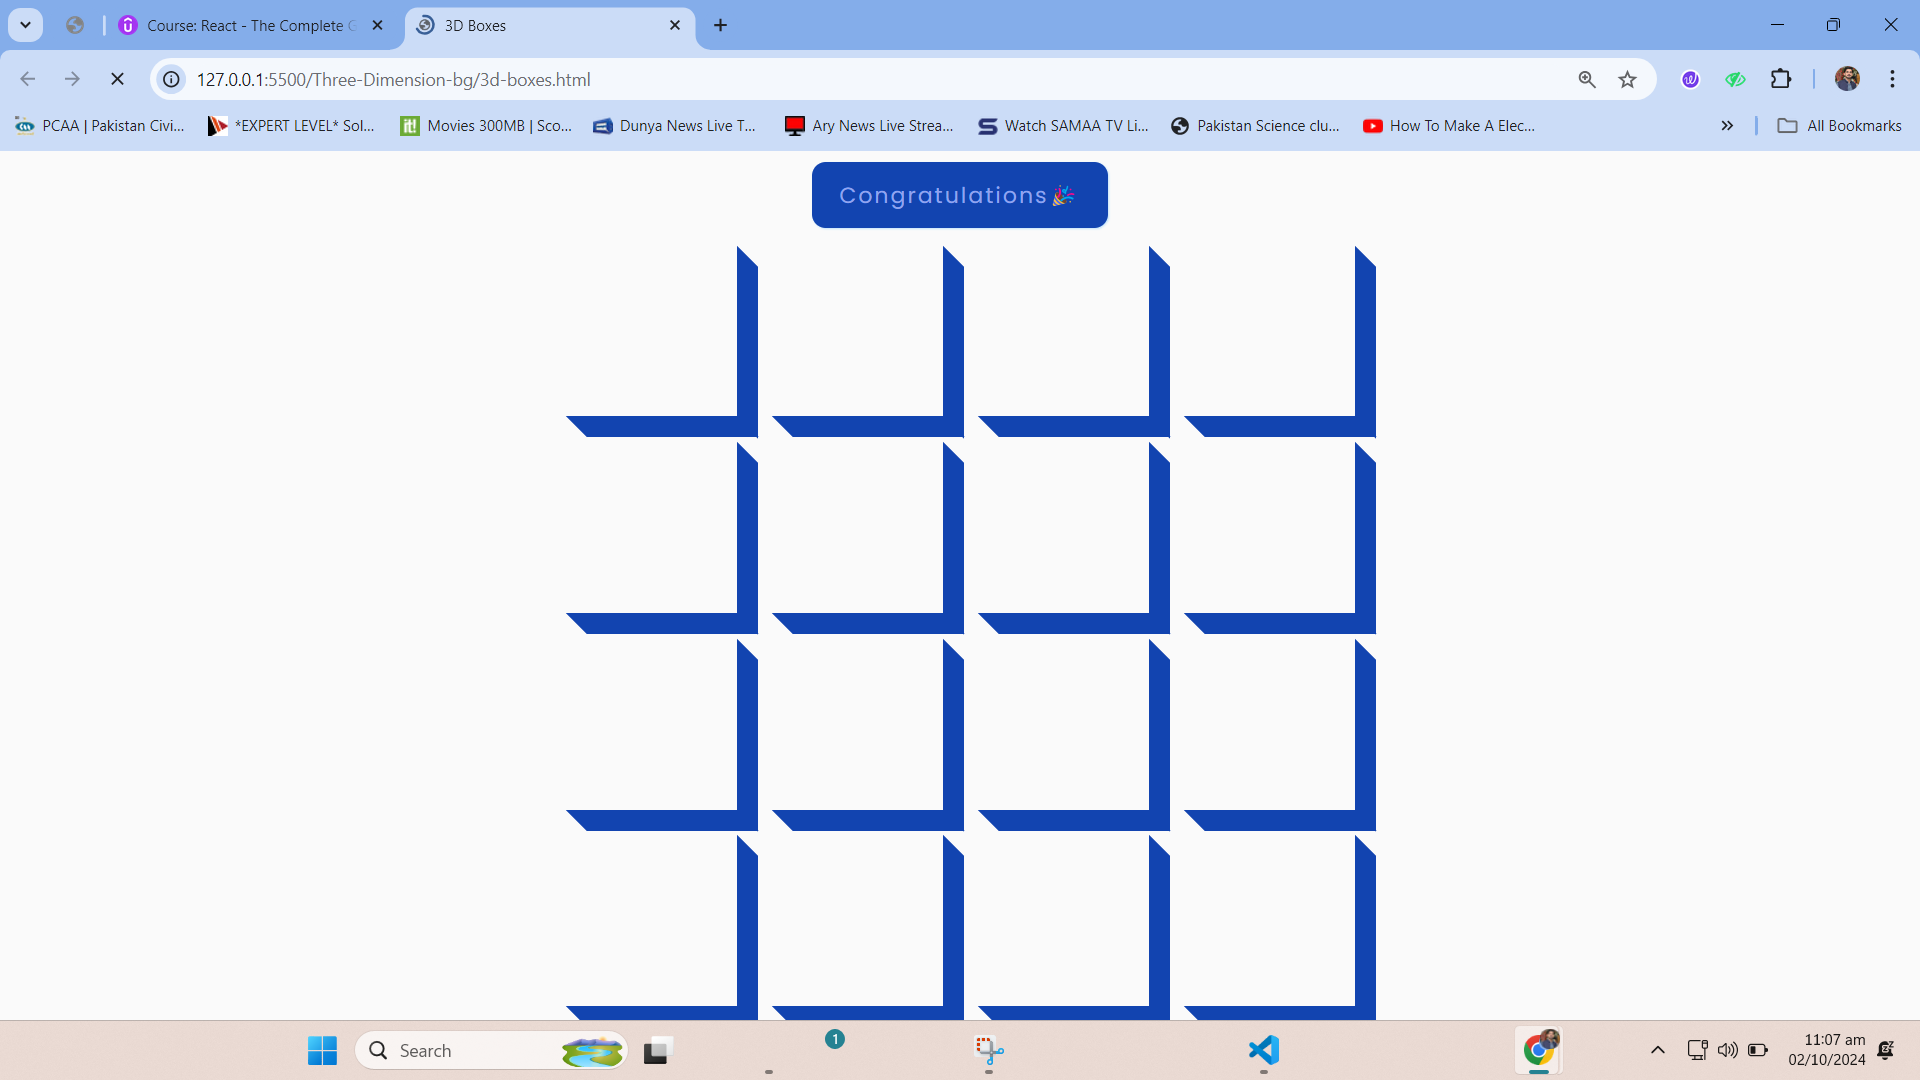 Course: React - The Complete G
3D Boxes
127.0.0.1:5500/Three-Dimension-bg/3d-boxes.html
PCAA | Pakistan Civi...
*EXPERT LEVEL* Sol...
it!
Movies 300MB | Sco...
Dunya News Live T...
Ary News Live Strea...
Watch SAMAA TV Li...
Pakistan Science clu...
How To Make A Elec...
All Bookmarks
Congratulations🎉
Search
1
11:07 am
02/10/2024